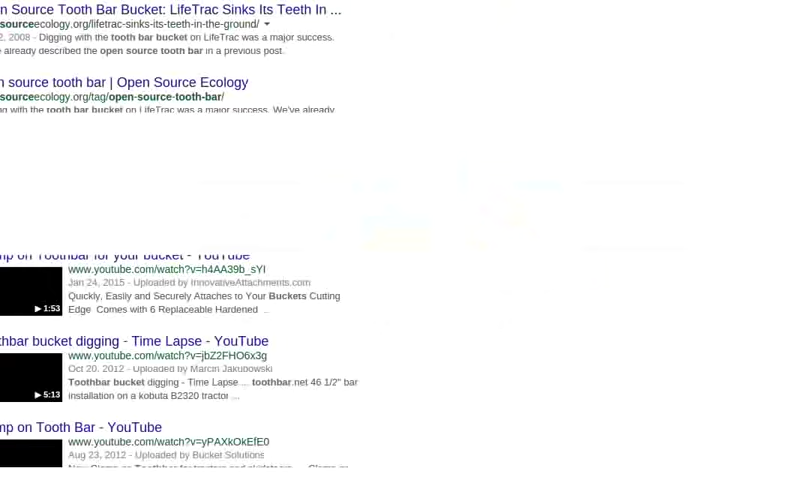 n Source Tooth Bar Bucket: LifeTrac Sinks Its Teeth In ...
sourceecology.org/lifetrac-sinks-its-teeth-in-the-ground/
2, 2008 - Digging with the tooth bar bucket on LifeTrac was a major success.
already described the open source tooth bar in a previous post.
n source tooth bar | Open Source Ecology
sourceecology.org/tag/open-source-tooth-bar/
ng with the tooth bar bucket on LifeTrac was a major success. We've already
mp on Toothbar for your bucket - YouTube
www.youtube.com/watch?v=h4AA39b_sYI
Jan 24, 2015 - Uploaded by InnovativeAttachments.com
Quickly, Easily and Securely Attaches to Your Buckets Cutting
1:53
Edge Comes with 6 Replaceable Hardened ..
thbar bucket digging - Time Lapse - YouTube
www.youtube.com/watch?v=jbZ2FHO6x3g
Oct 20, 2012 - Uploaded by Marcin Jakubowski
Toothbar bucket digging - Time Lapse ... toothbar.net 46 1/2" bar
5:13
installation on a kobuta B2320 tractor ...
mp on Tooth Bar - YouTube
www.youtube.com/watch?v=yPAXkOkEfE0
Aug 23, 2012 - Uploaded by Bucket Solutions